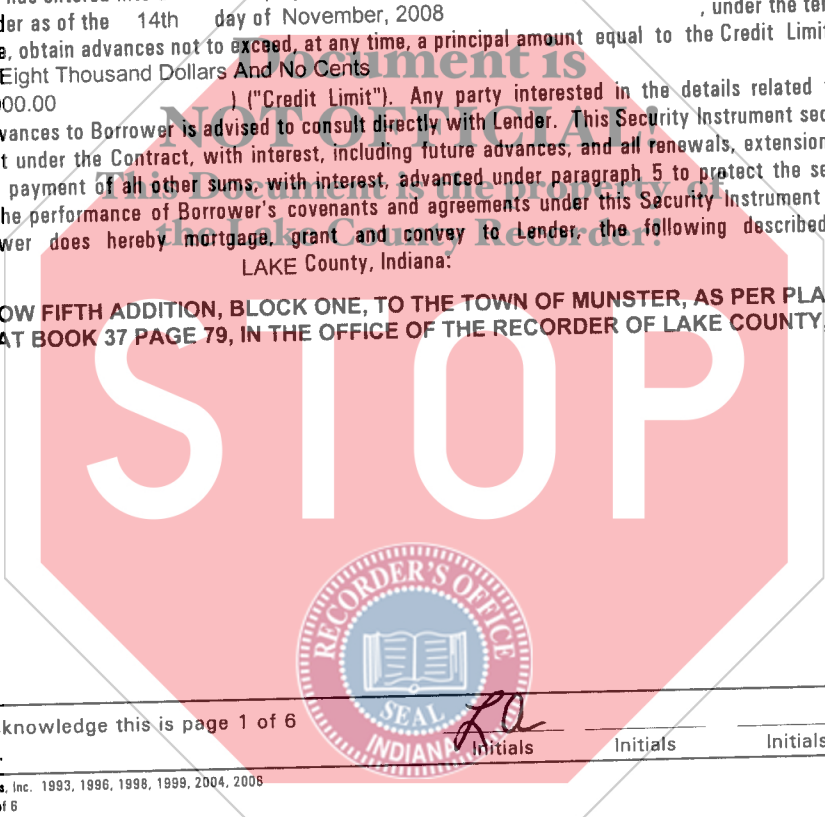 der as of the 14th day of November, 2008 , under the ter
e, obtain advances not to exceed, at any time, a principal amount equal to the Credit Limit
Eight Thousand Dollars And No Cents
00.00 ) ("Credit Limit"). Any party interested in the details related
vances to Borrower is advised to consult directly with Lender. This Security Instrument sec
t under the Contract, with interest, including future advances, and all renewals, extension
payment of all other sums, with interest, advanced under paragraph 5 to protect the se
he performance of Borrower's covenants and agreements under this Security Instrument
wer does hereby mortgage, grant and convey to Lender, the following described
LAKE County, Indiana:
Document is
NOT OFFICIAL!
This Document is the property of
the Lake County Recorder!
OW FIFTH ADDITION, BLOCK ONE, TO THE TOWN OF MUNSTER, AS PER PLA
AT BOOK 37 PAGE 79, IN THE OFFICE OF THE RECORDER OF LAKE COUNTY,
STOP
RECORDER'S OFFICE
SEAL
INDIANA
knowledge this is page 1 of 6
LA
Initials Initials Initials
s, Inc. 1993, 1996, 1998, 1999, 2004, 2006
of 6